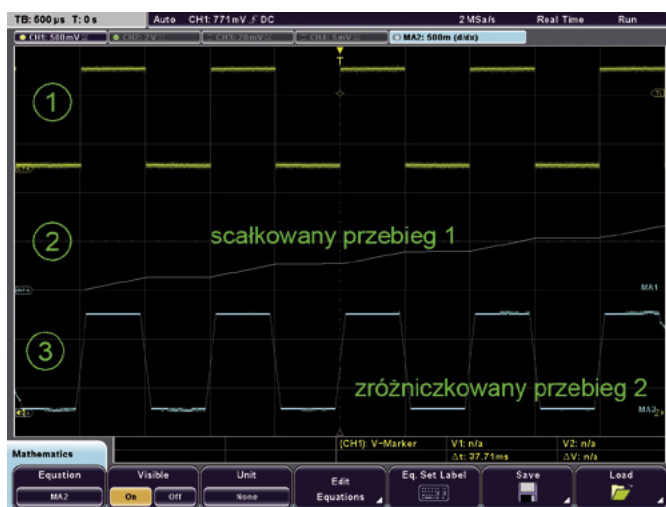 TB: 500 µs T: 0 s Auto CH1: 771 mV DC 2 MSa/s Real Time Run
CH1: 500mV CH2: 2V CH3: 20mV CH4: 5mV MA2: 500m (d/dx)
T
1
2
scałkowany przebieg 1
MA1
3
zróżniczkowany przebieg 2
MA2
(CH1): V-Marker V1: n/a V2: n/a
Δt: 37.71ms ΔV: n/a
Mathematics
Equation Visible Unit Edit Equations Eq. Set Label Save Load
MA2 On Off None